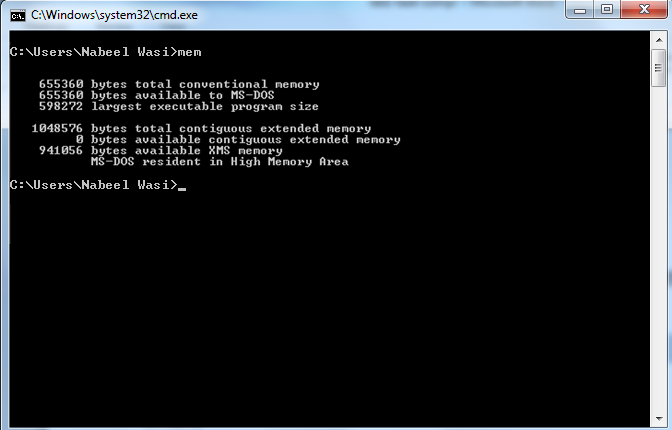 C:\Windows\system32\cmd.exe
C:\Users\Nabeel Wasi>mem
655360 bytes total conventional memory
655360 bytes available to MS-DOS
598272 largest executable program size
1048576 bytes total contiguous extended memory
0 bytes available contiguous extended memory
941056 bytes available XMS memory
MS-DOS resident in High Memory Area
C:\Users\Nabeel Wasi>_